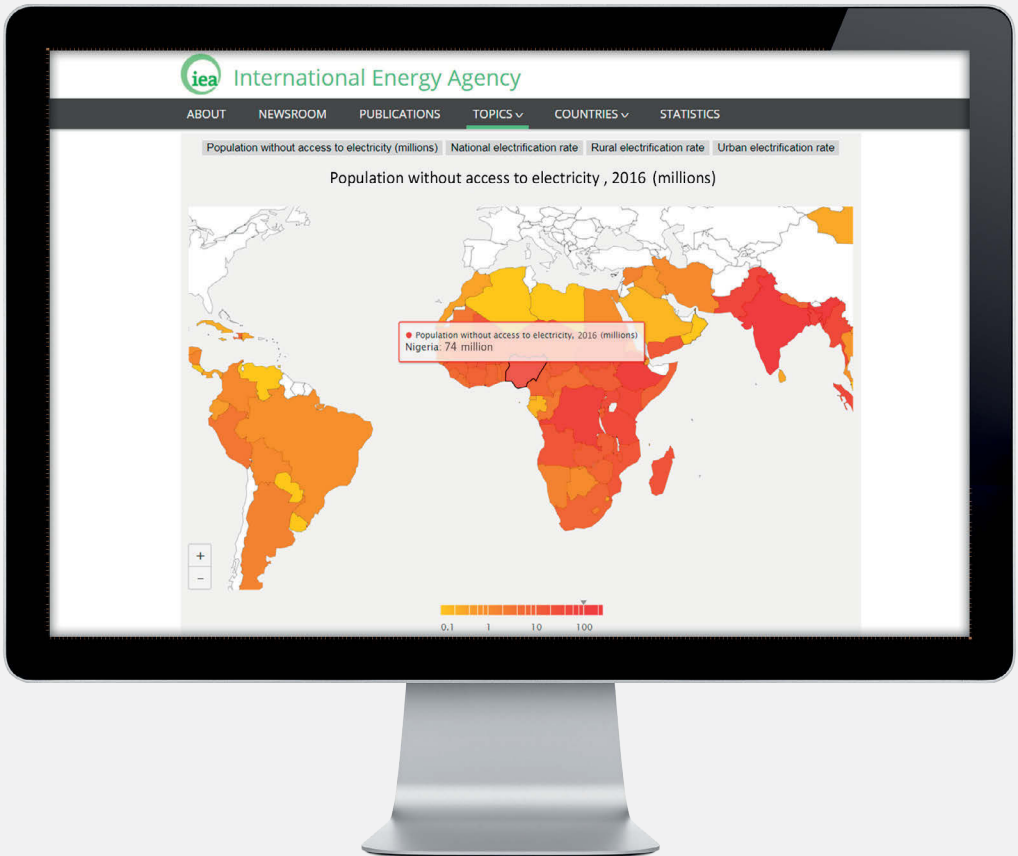 iea International Energy Agency
ABOUT NEWSROOM PUBLICATIONS TOPICS COUNTRIES STATISTICS
Population without access to electricity (millions) National electrification rate Rural electrification rate Urban electrification rate
Population without access to electricity , 2016 (millions)
Population without access to electricity, 2016 (millions)
Nigeria: 74 million
+
−
0.1 1 10 100